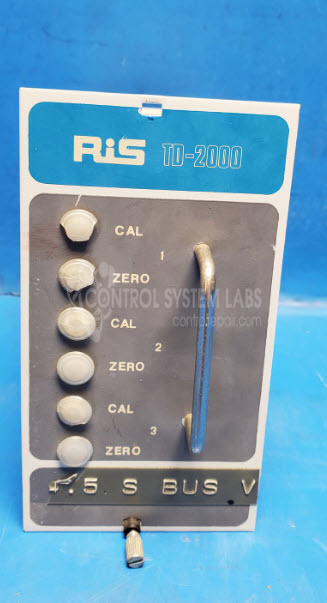 RiS TD-2000
CAL
1
ZERO
CONTROL SYSTEM LABS
CAL
controlrepair.com
2
ZERO
CAL
3
ZERO
4.5 S BUS V